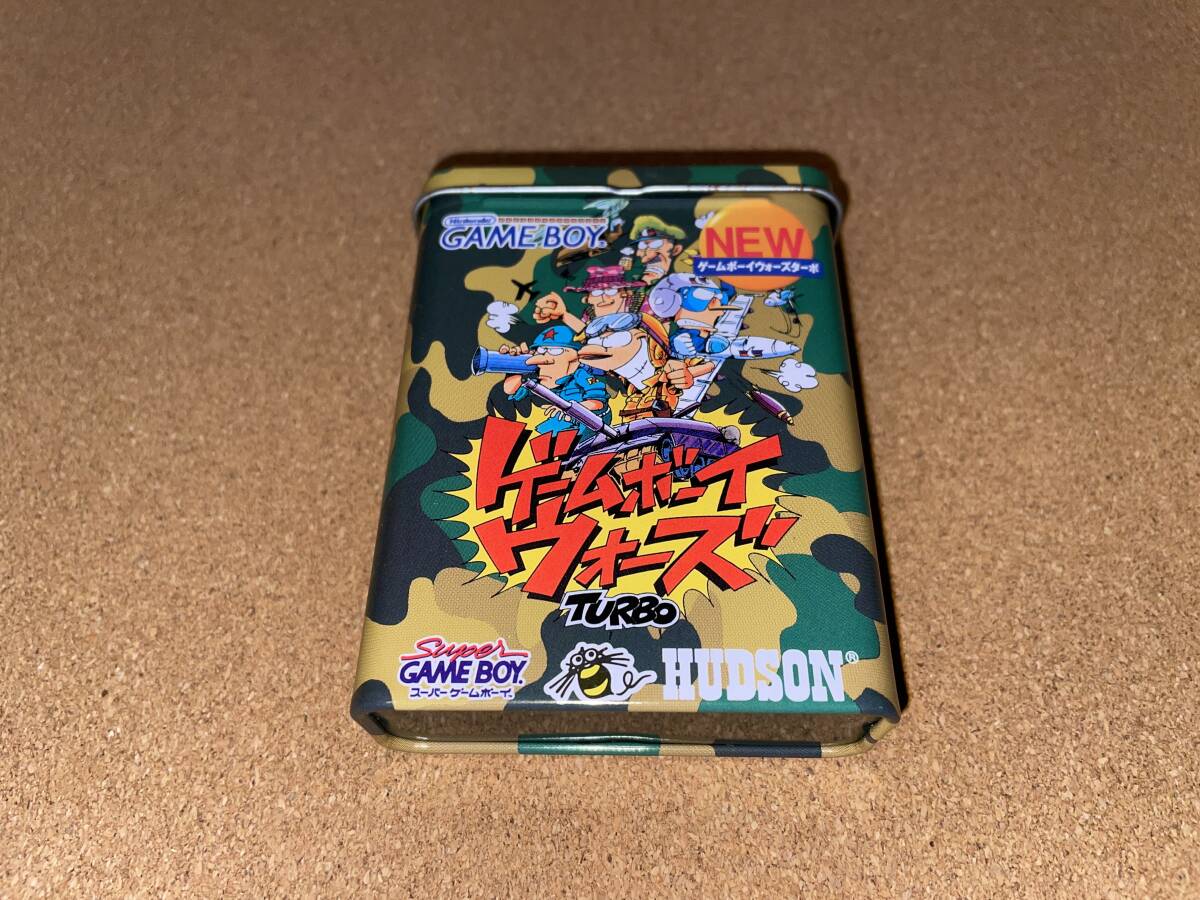 Nintendo
GAME BOY
NEW
ゲームボーイウォーズターボ
ゲームボーイ
ウォーズ
TURBO
Super
GAME BOY
スーパーゲームボーイ
HUDSON®